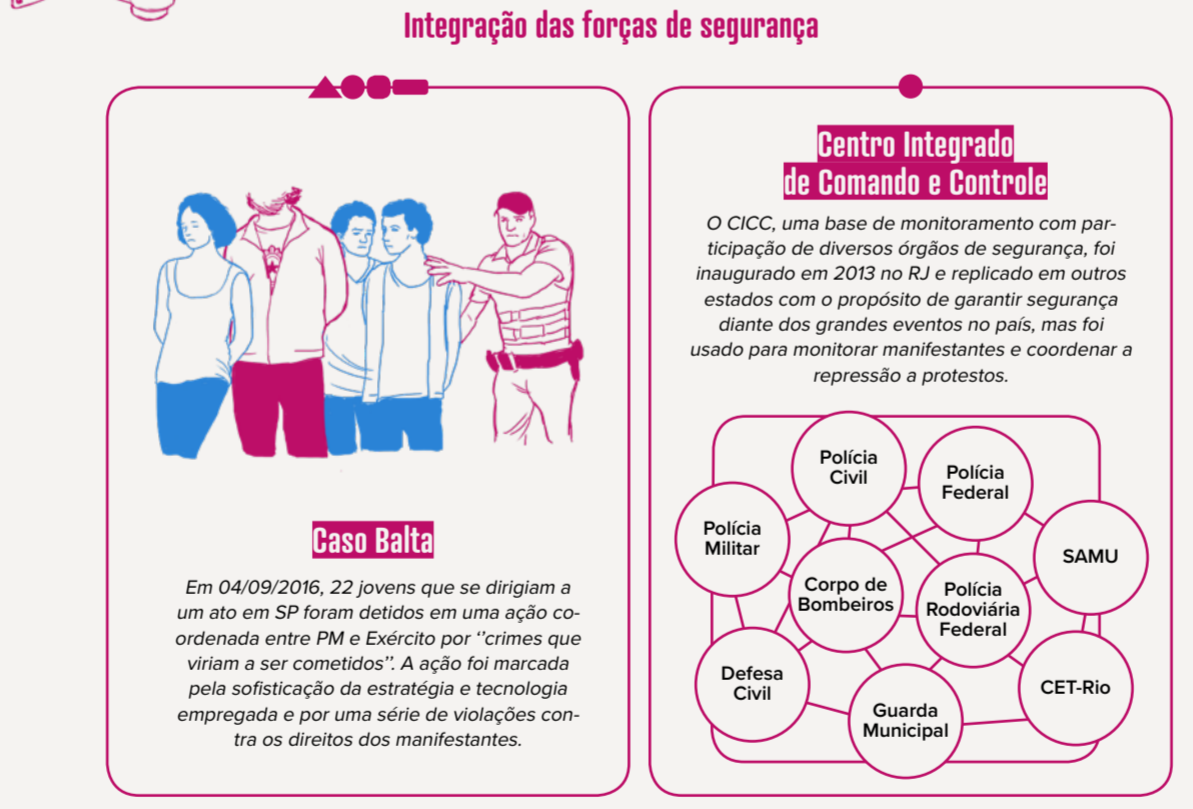 Integração das forças de segurança
Caso Balta
Em 04/09/2016, 22 jovens que se dirigiam a
um ato em SP foram detidos em uma ação co-
ordenada entre PM e Exército por ‘’crimes que
viriam a ser cometidos’’. A ação foi marcada
pela sofisticação da estratégia e tecnologia
empregada e por uma série de violações con-
tra os direitos dos manifestantes.
Centro Integrado
de Comando e Controle
O CICC, uma base de monitoramento com par-
ticipação de diversos órgãos de segurança, foi
inaugurado em 2013 no RJ e replicado em outros
estados com o propósito de garantir segurança
diante dos grandes eventos no país, mas foi
usado para monitorar manifestantes e coordenar a
repressão a protestos.
Polícia
Civil
Polícia
Federal
Polícia
Militar
SAMU
Corpo de
Bombeiros
Polícia
Rodoviária
Federal
Defesa
Civil
CET-Rio
Guarda
Municipal